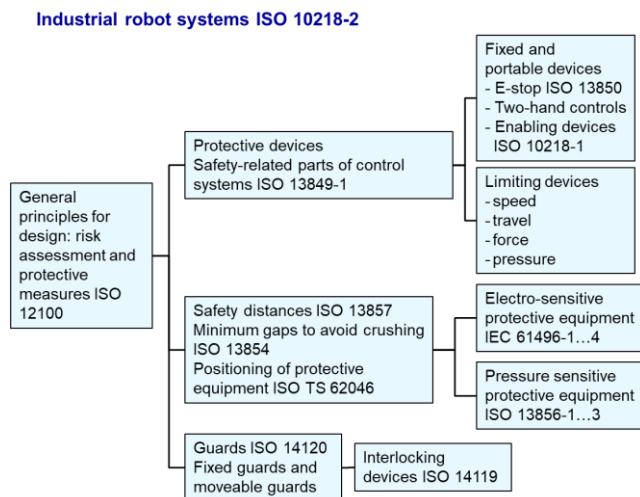 Industrial robot systems ISO 10218-2
General
principles for
design: risk
assessment and
protective
measures ISO
12100
Protective devices
Safety-related parts of control
systems ISO 13849-1
Fixed and
portable devices
- E-stop ISO 13850
- Two-hand controls
- Enabling devices
ISO 10218-1
Limiting devices
- speed
- travel
- force
- pressure
Safety distances ISO 13857
Minimum gaps to avoid crushing
ISO 13854
Positioning of protective
equipment ISO TS 62046
Electro-sensitive
protective equipment
IEC 61496-1…4
Pressure sensitive
protective equipment
ISO 13856-1…3
Guards ISO 14120
Fixed guards and
moveable guards
Interlocking
devices ISO 14119